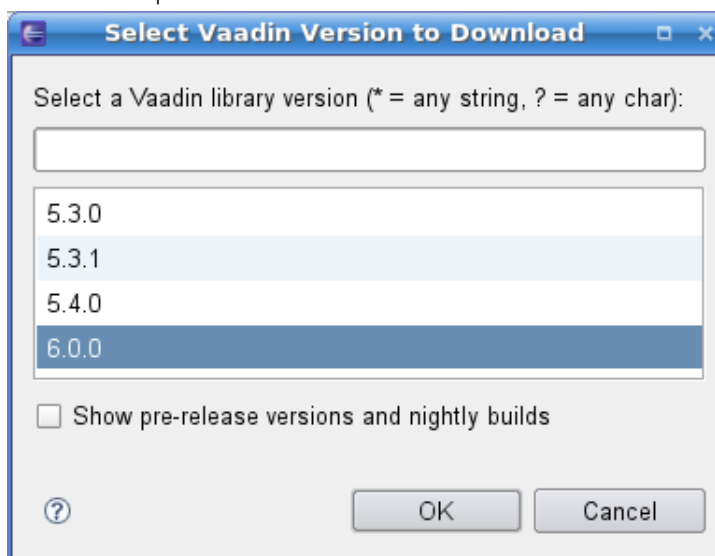 Select Vaadin Version to Download
Select a Vaadin library version (* = any string, ? = any char):
5.3.0
5.3.1
5.4.0
6.0.0
Show pre-release versions and nightly builds
OK
Cancel